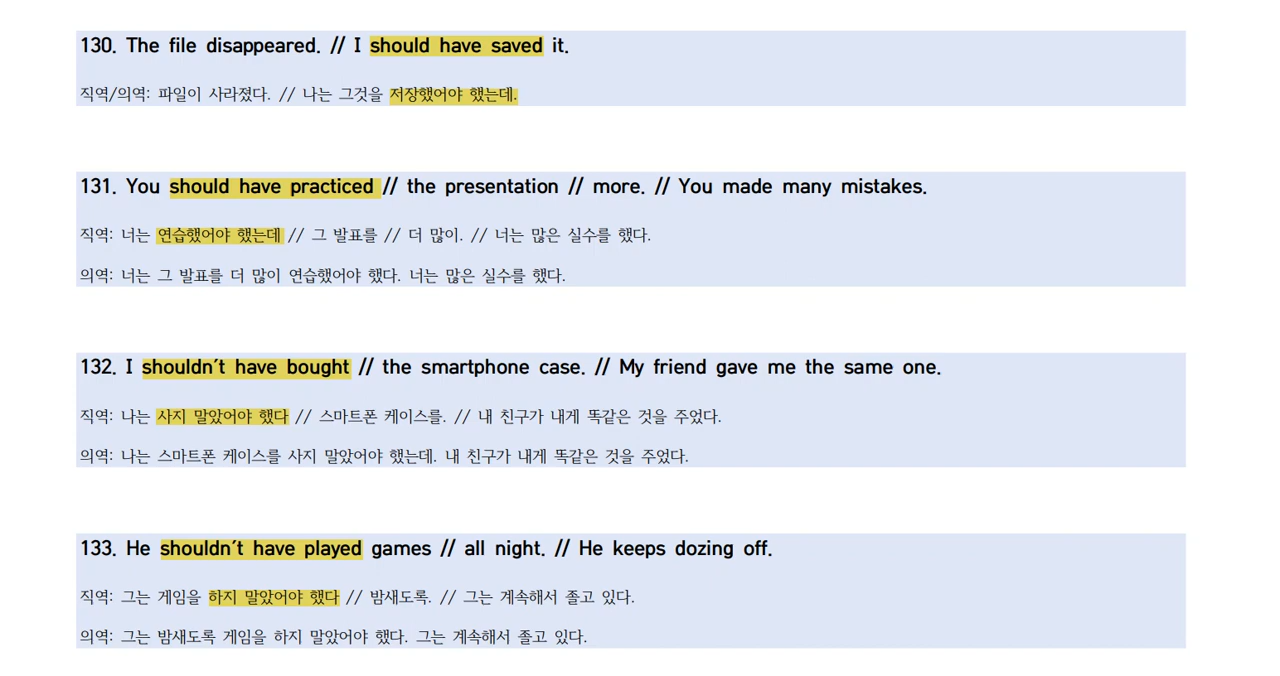 130. The file disappeared. // I should have saved it.
직역/의역: 파일이 사라졌다. // 나는 그것을 저장했어야 했는데.
131. You should have practiced // the presentation // more. // You made many mistakes.
직역: 너는 연습했어야 했는데 // 그 발표를 // 더 많이. // 너는 많은 실수를 했다.
의역: 너는 그 발표를 더 많이 연습했어야 했다. 너는 많은 실수를 했다.
132. I shouldn´t have bought // the smartphone case. // My friend gave me the same one.
직역: 나는 사지 말았어야 했다 // 스마트폰 케이스를. // 내 친구가 내게 똑같은 것을 주었다.
의역: 나는 스마트폰 케이스를 사지 말았어야 했는데. 내 친구가 내게 똑같은 것을 주었다.
133. He shouldn´t have played games // all night. // He keeps dozing off.
직역: 그는 게임을 하지 말았어야 했다 // 밤새도록. // 그는 계속해서 졸고 있다.
의역: 그는 밤새도록 게임을 하지 말았어야 했다. 그는 계속해서 졸고 있다.